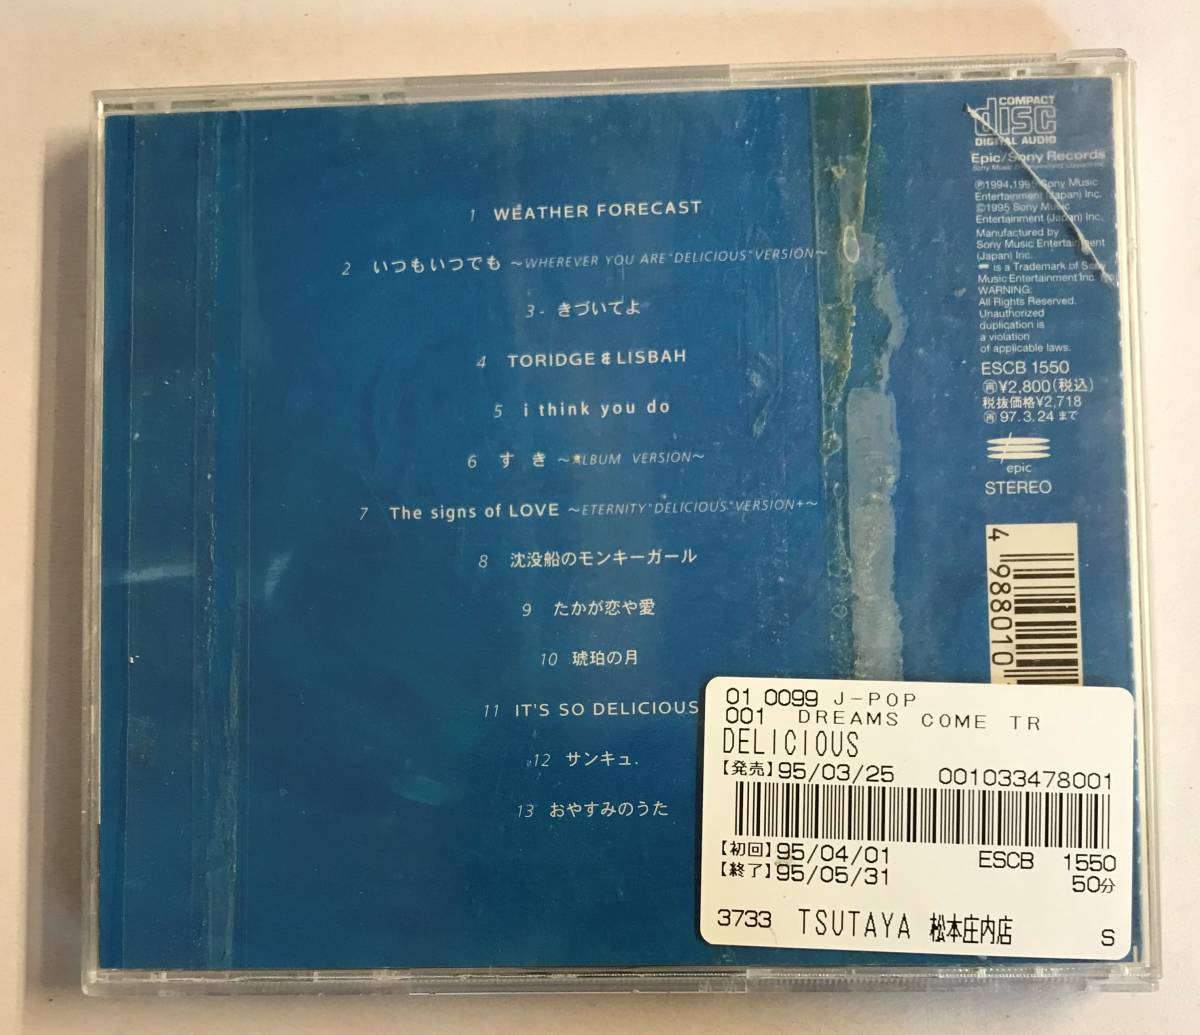 1 WEATHER FORECAST
2 いつもいつでも ～WHEREVER YOU ARE "DELICIOUS" VERSION～
3 - きづいてよ
4 TORIDGE & LISBAH
5 i think you do
6 すき ～ALBUM VERSION～
7 The signs of LOVE ～ETERNITY "DELICIOUS" VERSION+～
8 沈没船のモンキーガール
9 たかが恋や愛
10 琥珀の月
11 IT'S SO DELICIOUS
12 サンキュ.
13 おやすみのうた
COMPACT
disc
DIGITAL AUDIO
Epic/Sony Records
℗1994,1995 Sony Music
Entertainment (Japan) Inc.
©1995 Sony Music
Entertainment (Japan) Inc.
Manufactured by
Sony Music Entertainment
(Japan) Inc.
is a Trademark of Sony
Music Entertainment Inc.
WARNING:
All Rights Reserved.
Unauthorized
duplication is
a violation
of applicable laws.
ESCB 1550
㋐¥2,800(税込)
税抜価格¥2,718
97.3.24 まで
epic
STEREO
4 988010
01 0099 J-POP
001 DREAMS COME TR
DELICIOUS
【発売】95/03/25 001033478001
【初回】95/04/01 ESCB 1550
【終了】95/05/31 50分
3733 TSUTAYA 松本庄内店 S